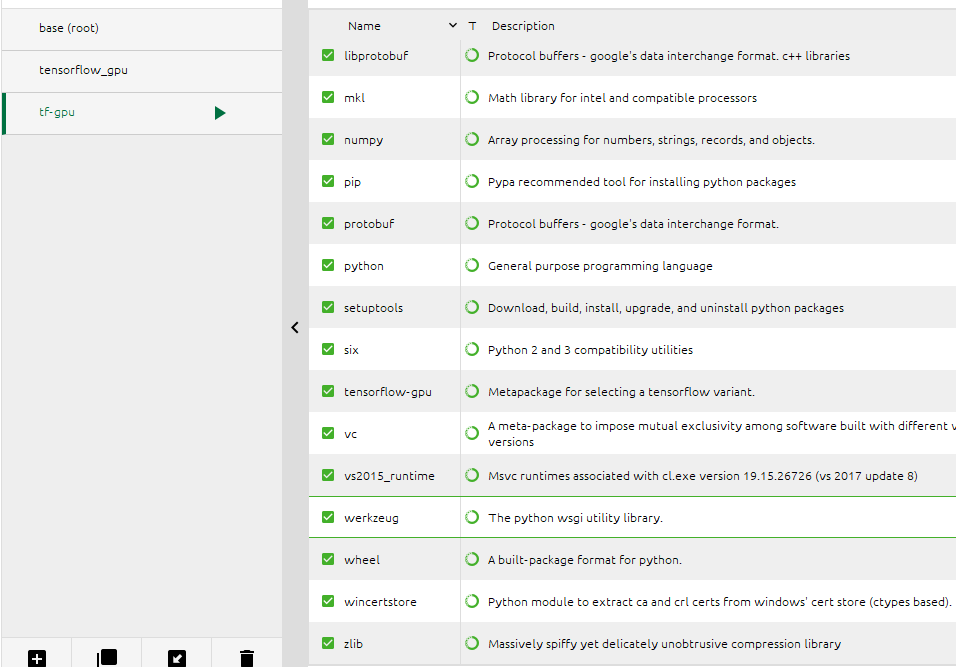 base (root)
tensorflow_gpu
tf-gpu
Name T Description
libprotobuf Protocol buffers - google's data interchange format. c++ libraries
mkl Math library for intel and compatible processors
numpy Array processing for numbers, strings, records, and objects.
pip Pypa recommended tool for installing python packages
protobuf Protocol buffers - google's data interchange format.
python General purpose programming language
setuptools Download, build, install, upgrade, and uninstall python packages
six Python 2 and 3 compatibility utilities
tensorflow-gpu Metapackage for selecting a tensorflow variant.
vc A meta-package to impose mutual exclusivity among software built with different v
versions
vs2015_runtime Msvc runtimes associated with cl.exe version 19.15.26726 (vs 2017 update 8)
werkzeug The python wsgi utility library.
wheel A built-package format for python.
wincertstore Python module to extract ca and crl certs from windows' cert store (ctypes based).
zlib Massively spiffy yet delicately unobtrusive compression library